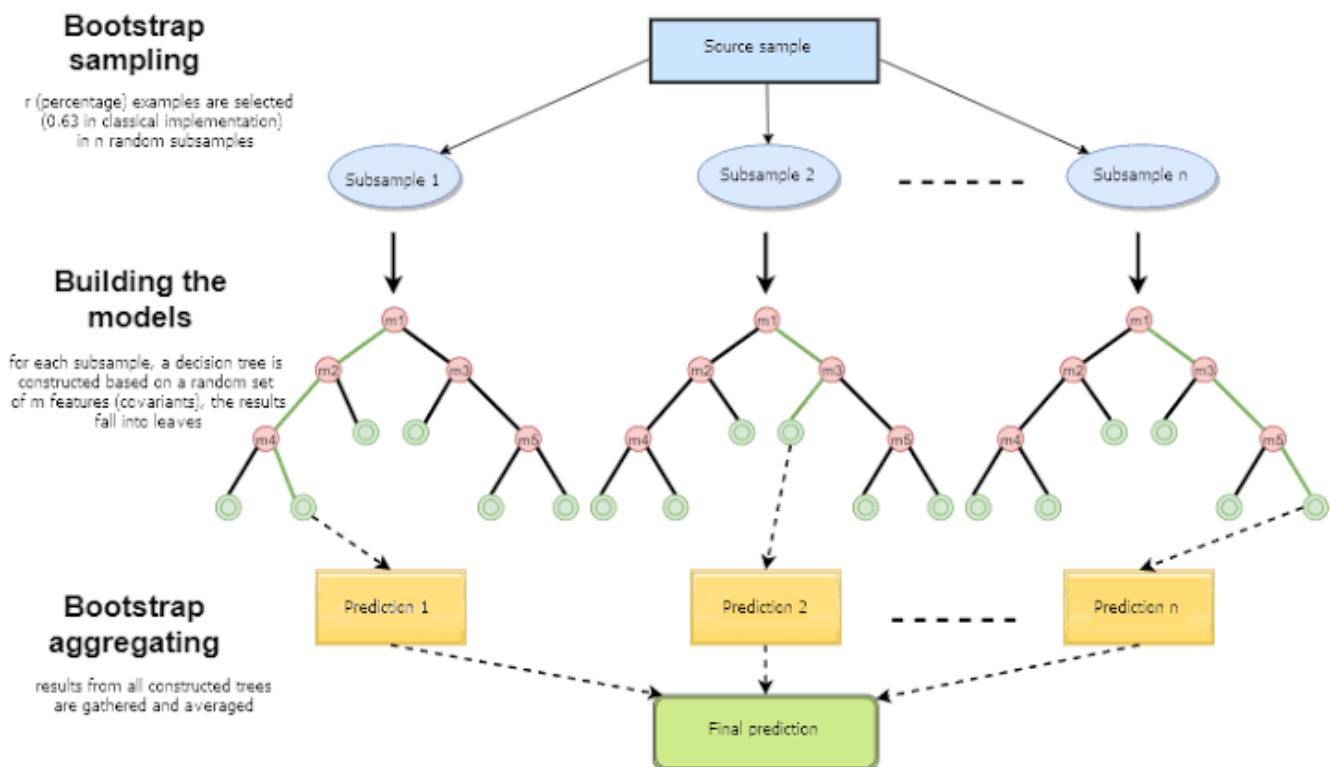 Bootstrap
sampling
r (percentage) examples are selected
(0.63 in classical implementation)
in n random subsamples
Source sample
Subsample 1
Subsample 2
Subsample n
Building the
models
for each subsample, a decision tree is
constructed based on a random set
of m features (covariants), the results
fall into leaves
m1
m2
m3
m4
m5
m1
m2
m3
m4
m5
m1
m2
m3
m4
m5
Bootstrap
aggregating
results from all constructed trees
are gathered and averaged
Prediction 1
Prediction 2
Prediction n
Final prediction